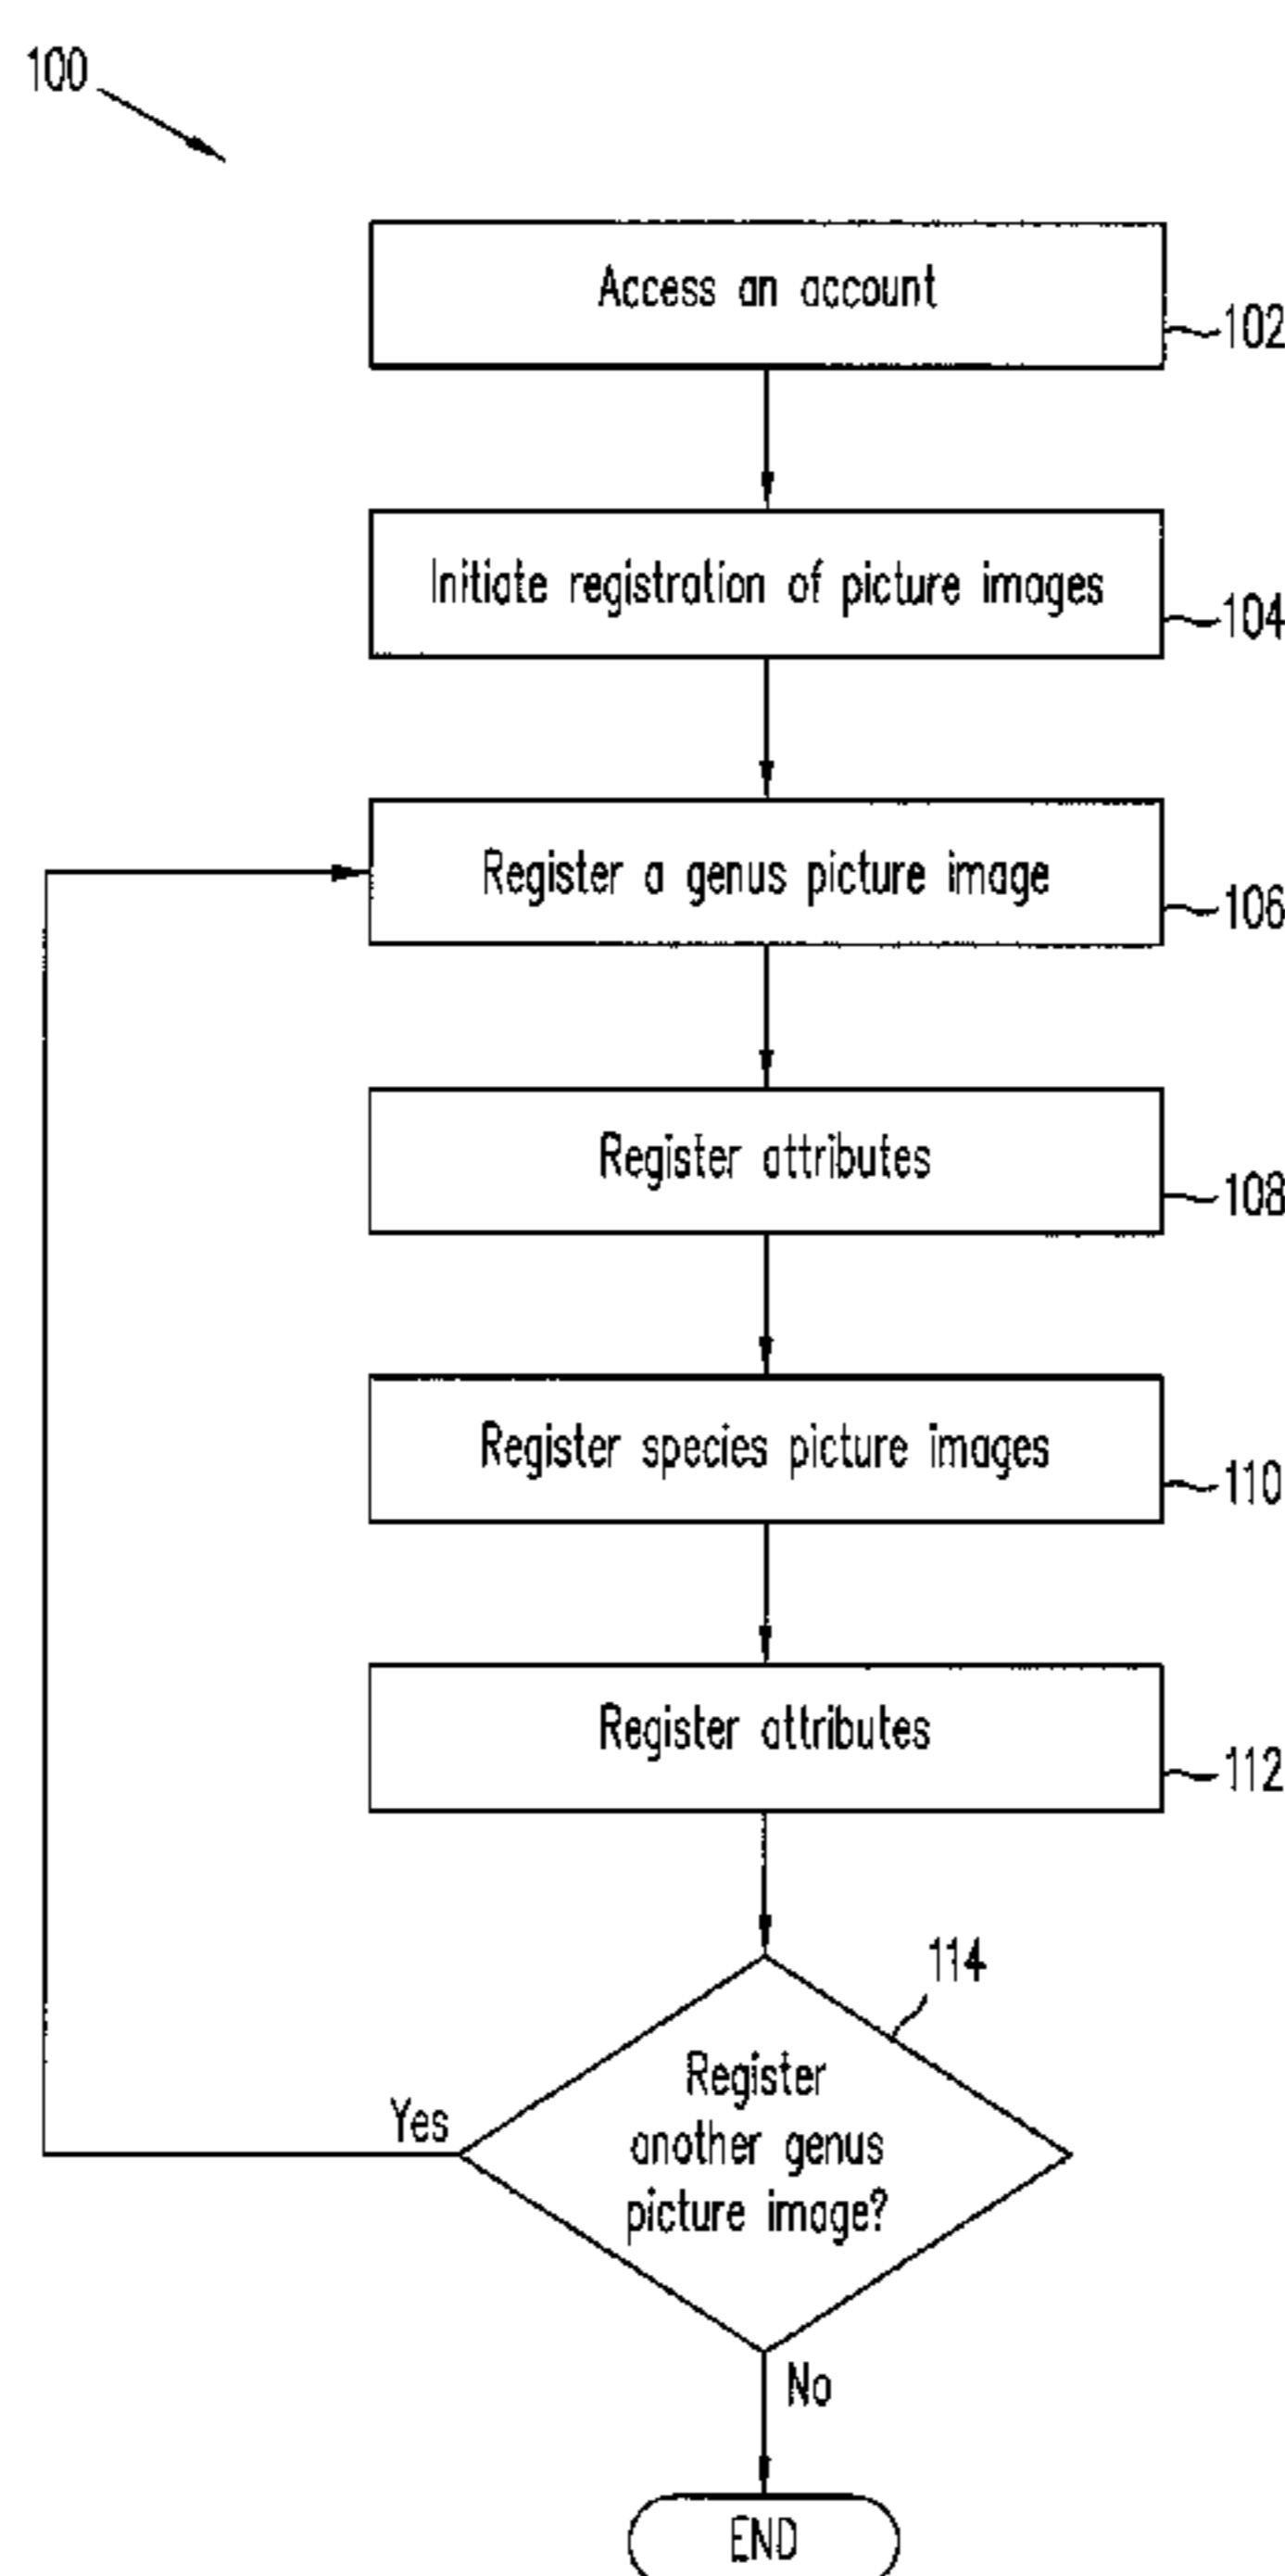 100
Access an account
102
Initiate registration of picture images
104
Register a genus picture image
106
Register attributes
108
Register species picture images
110
Register attributes
112
114
Register
another genus
picture image?
Yes
No
END